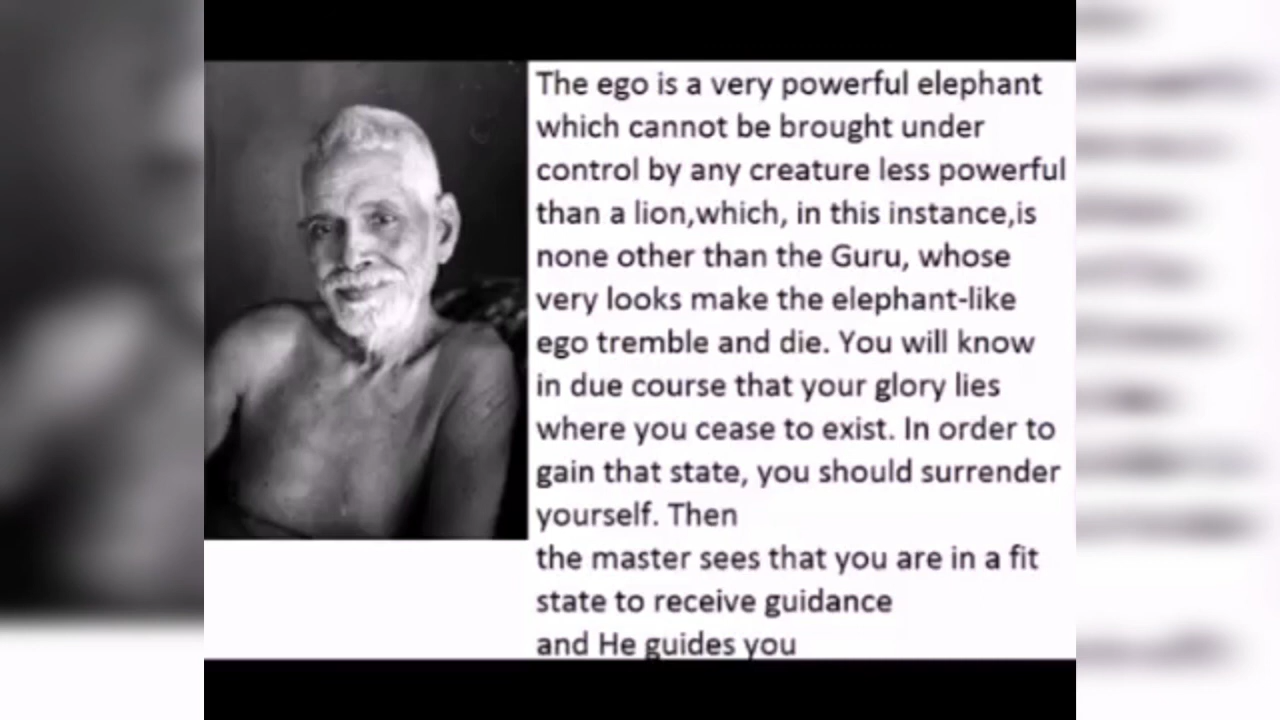 The ego is a very powerful elephant
which cannot be brought under
control by any creature less powerful
than a lion,which, in this instance,is
none other than the Guru, whose
very looks make the elephant-like
ego tremble and die. You will know
in due course that your glory lies
where you cease to exist. In order to
gain that state, you should surrender
yourself. Then
the master sees that you are in a fit
state to receive guidance
and He guides you